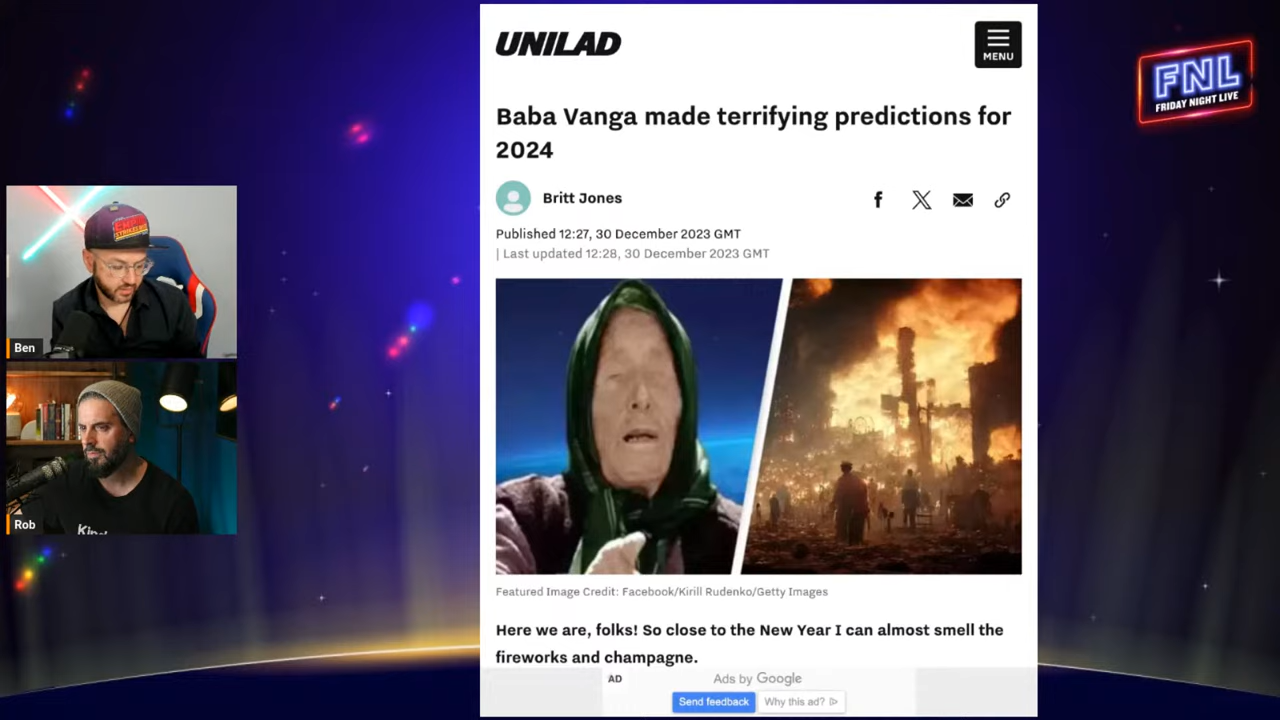 UNILAD
MENU
FNL
FRIDAY NIGHT LIVE
Baba Vanga made terrifying predictions for
2024
Britt Jones
Published 12:27, 30 December 2023 GMT
| Last updated 12:28, 30 December 2023 GMT
Ben
Rob
Featured Image Credit: Facebook/Kirill Rudenko/Getty Images
Here we are, folks! So close to the New Year I can almost smell the
fireworks and champagne.
AD
Ads by Google
Send feedback
Why this ad?